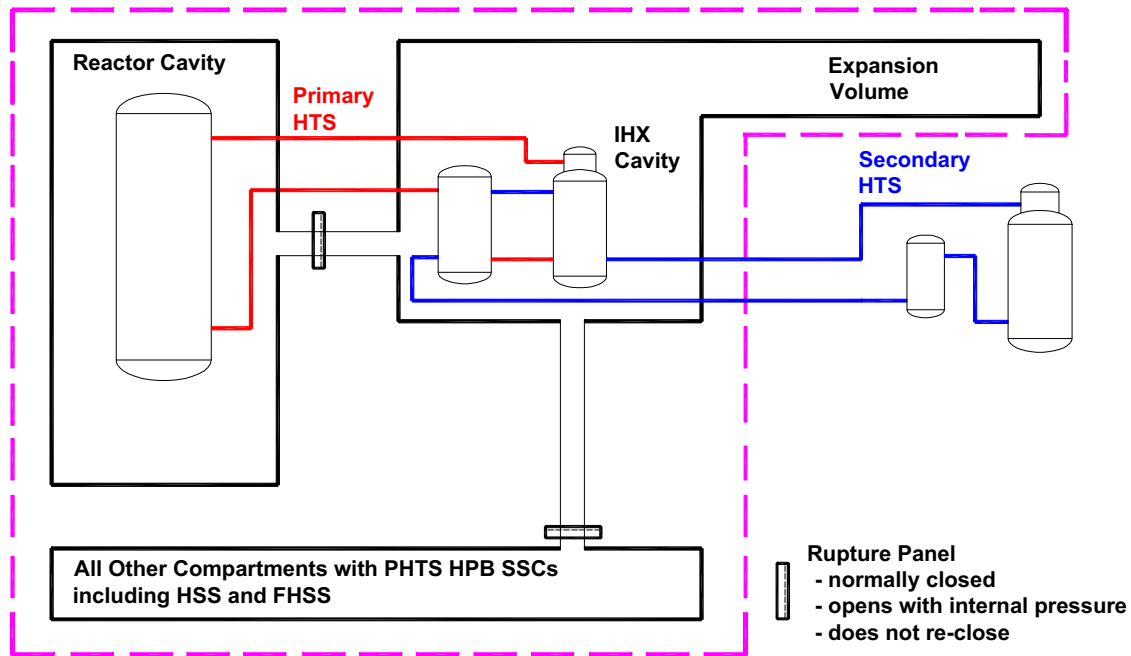 Reactor Cavity
Primary
HTS
Expansion
Volume
IHX
Cavity
Secondary
HTS
All Other Compartments with PHTS HPB SSCs
including HSS and FHSS
Rupture Panel
- normally closed
- opens with internal pressure
- does not re-close